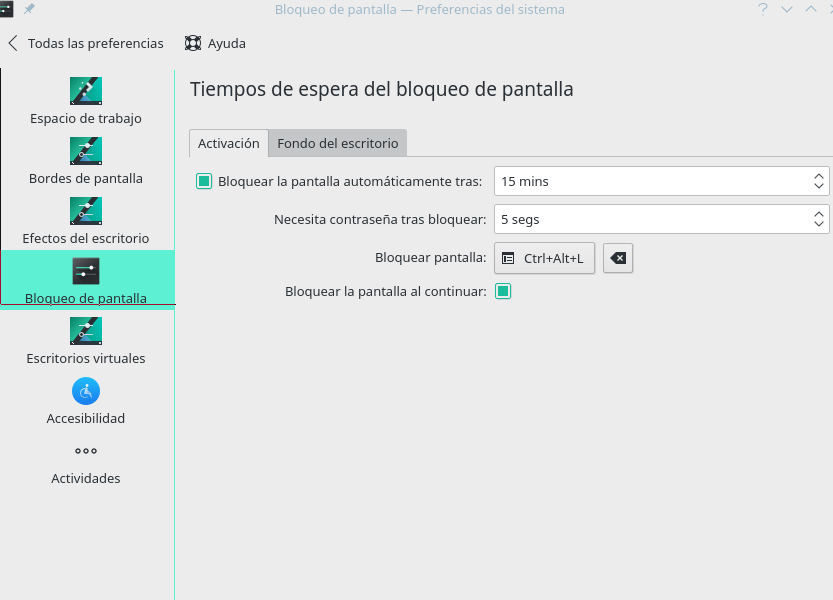 Bloqueo de pantalla — Preferencias del sistema
Todas las preferencias
Ayuda
Espacio de trabajo
Bordes de pantalla
Efectos del escritorio
Bloqueo de pantalla
Escritorios virtuales
Accesibilidad
Actividades
Tiempos de espera del bloqueo de pantalla
Activación
Fondo del escritorio
Bloquear la pantalla automáticamente tras: 15 mins
Necesita contraseña tras bloquear: 5 segs
Bloquear pantalla: Ctrl+Alt+L
Bloquear la pantalla al continuar: